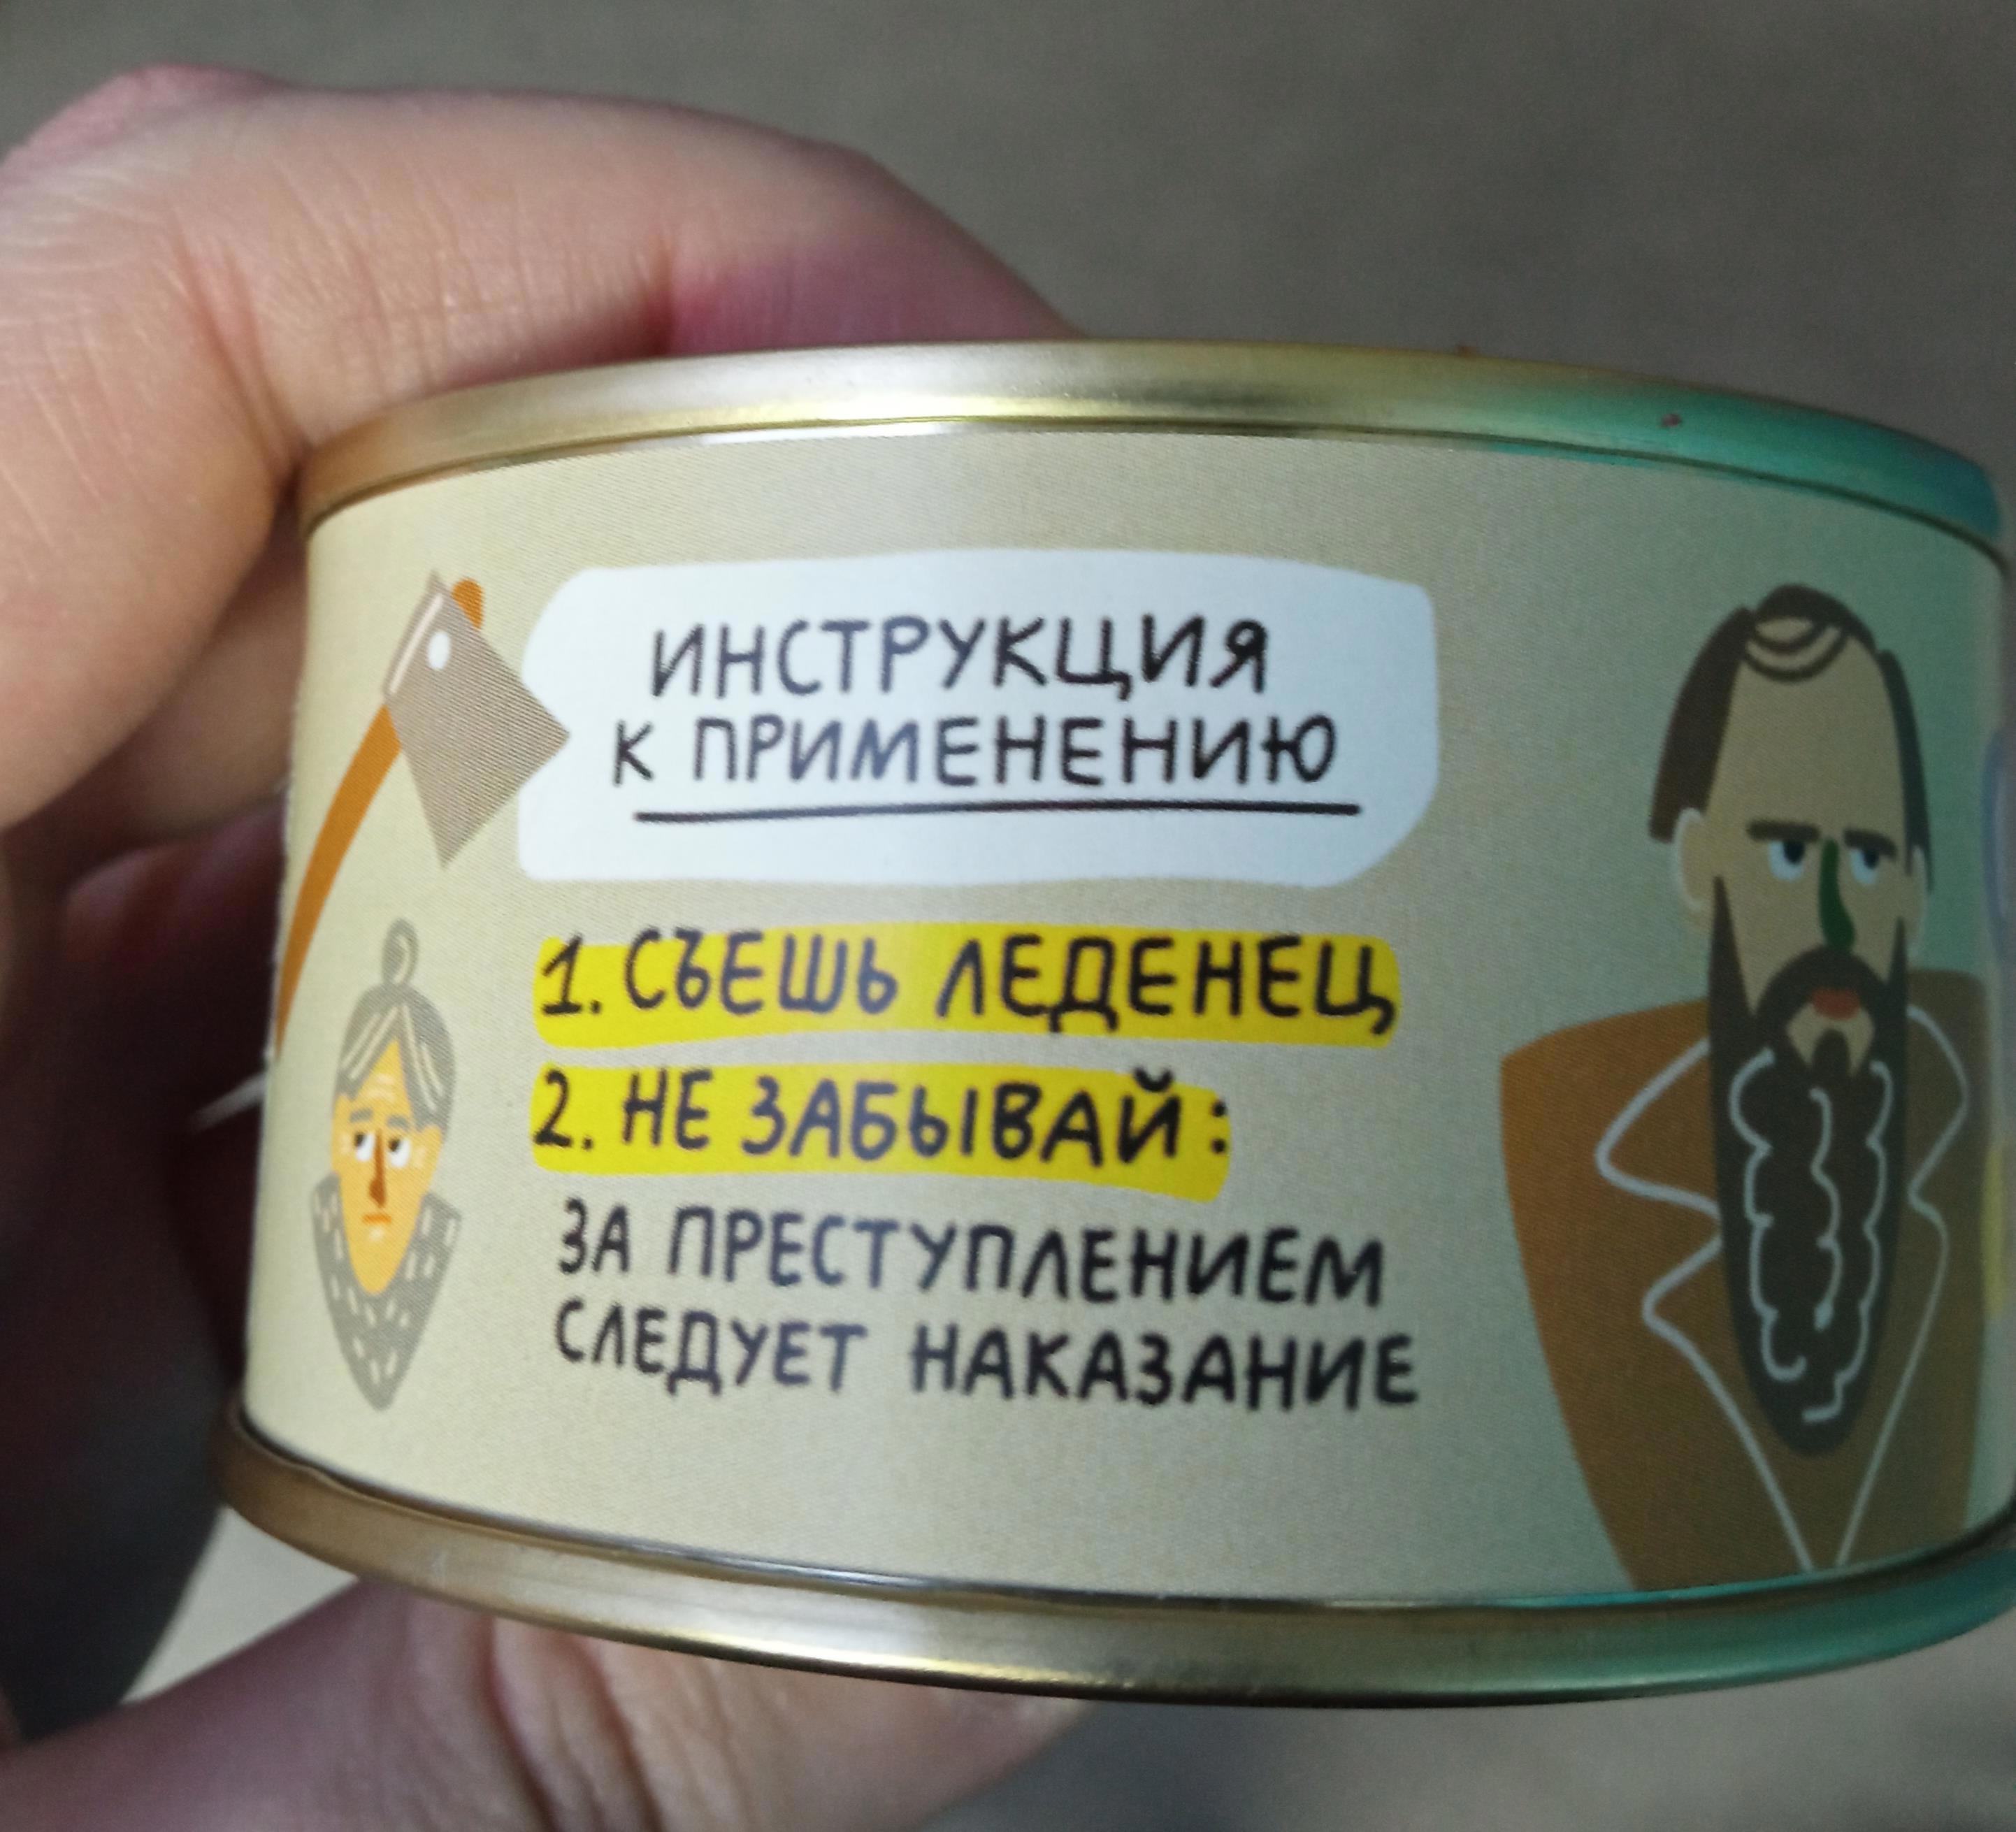 ИНСТРУКЦИЯ
К ПРИМЕНЕНИЮ
1. СЪЕШЬ ЛЕДЕНЕЦ
2. НЕ ЗАБЫВАЙ:
ЗА ПРЕСТУПЛЕНИЕМ
СЛЕДУЕТ НАКАЗАНИЕ